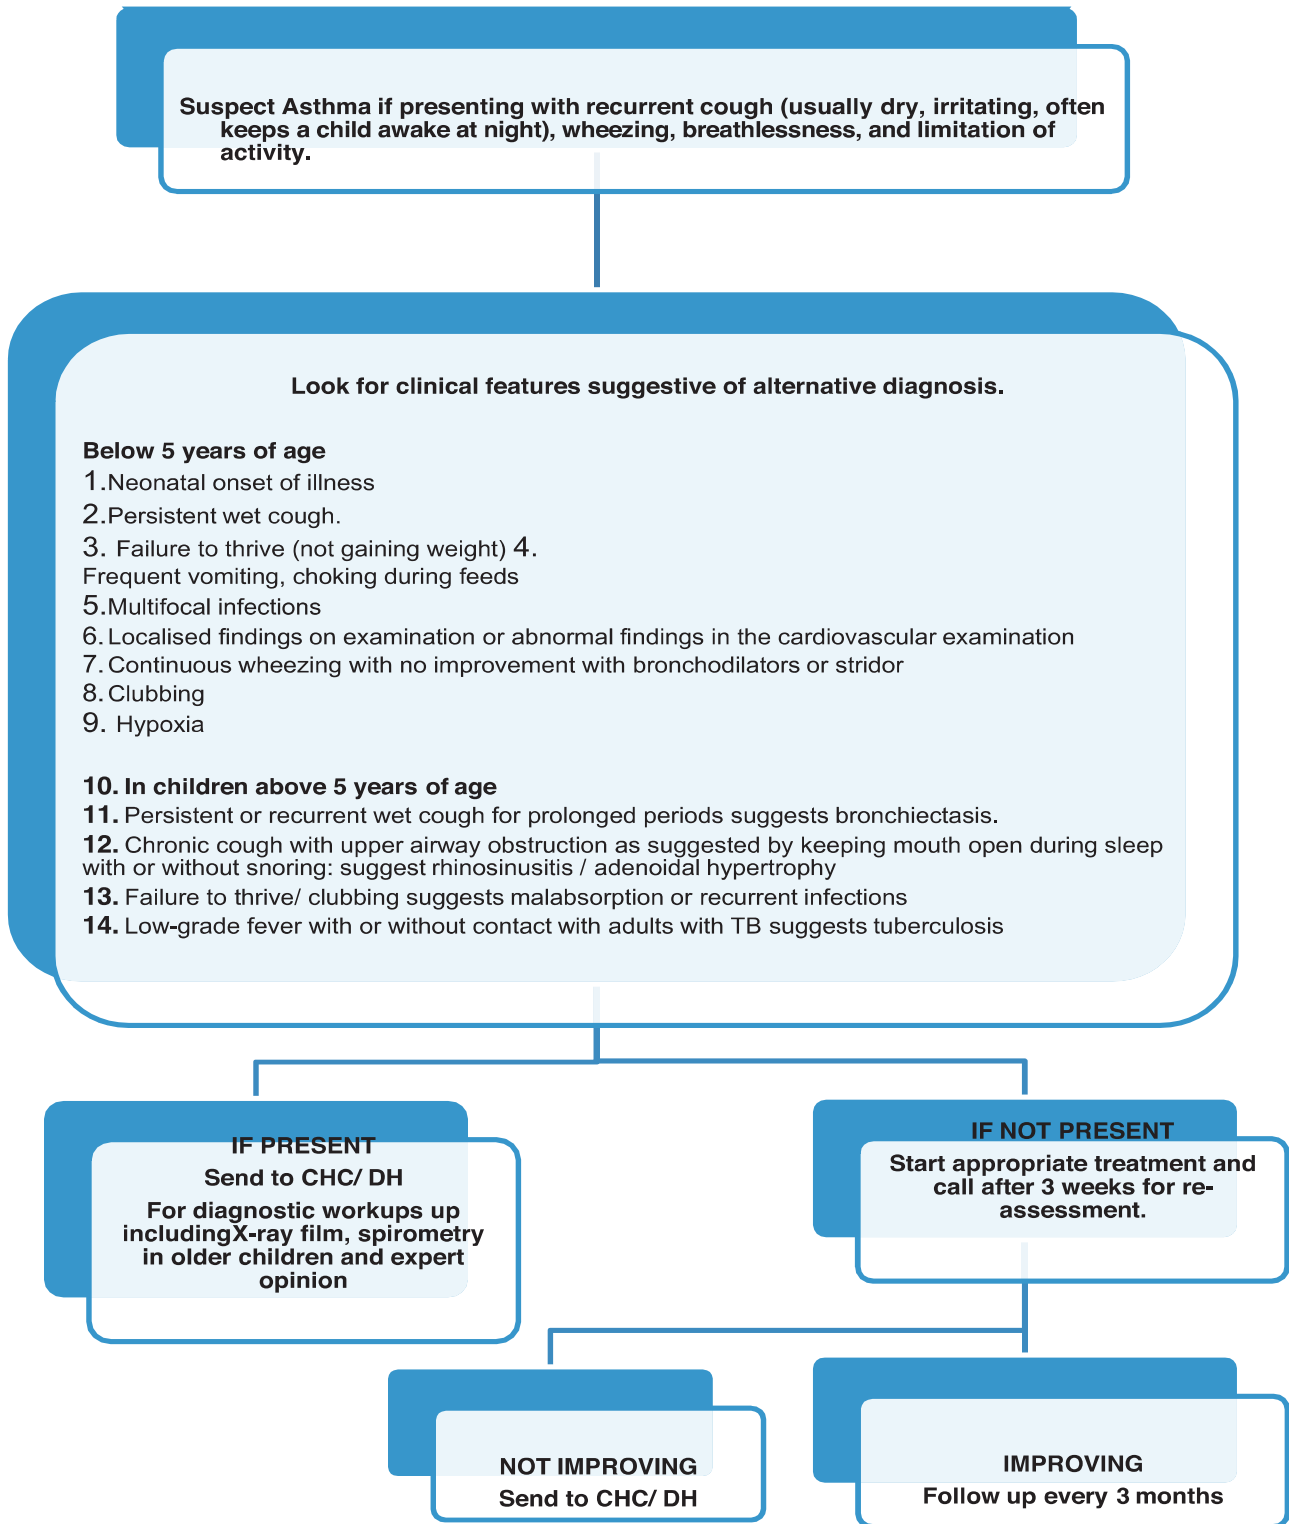 Suspect Asthma if presenting with recurrent cough (usually dry, irritating, often
keeps a child awake at night), wheezing, breathlessness, and limitation of
activity.
Look for clinical features suggestive of alternative diagnosis.
Below 5 years of age
1.Neonatal onset of illness
2.Persistent wet cough.
3. Failure to thrive (not gaining weight) 4.
Frequent vomiting, choking during feeds
5.Multifocal infections
6.Localised findings on examination or abnormal findings in the cardiovascular examination
7.Continuous wheezing with no improvement with bronchodilators or stridor
8.Clubbing
9. Hypoxia
10. In children above 5 years of age
11. Persistent or recurrent wet cough for prolonged periods suggests bronchiectasis.
12. Chronic cough with upper airway obstruction as suggested by keeping mouth open during sleep
with or without snoring: suggest rhinosinusitis / adenoidal hypertrophy
13. Failure to thrive/ clubbing suggests malabsorption or recurrent infections
14. Low-grade fever with or without contact with adults with TB suggests tuberculosis
IF PRESENT
Send to CHC/ DH
For diagnostic workups up
includingX-ray film, spirometry
in older children and expert
opinion
IF NOT PRESENT
Start appropriate treatment and
call after 3 weeks for re-
assessment.
NOT IMPROVING
Send to CHC/ DH
IMPROVING
Follow up every 3 months